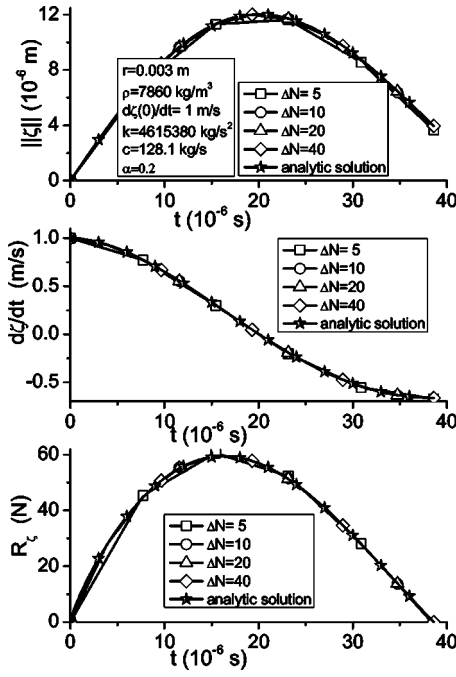 12
8
4
0
||ζ|| (10⁻⁶ m)
r=0.003 m
ρ=7860 kg/m³
dζ(0)/dt= 1 m/s
k=4615380 kg/s²
c=128.1 kg/s
α=0.2
ΔN= 5
ΔN=10
ΔN=20
ΔN=40
analytic solution
0 10 20 30 40
t (10⁻⁶ s)
1.0
0.5
0.0
-0.5
dζ/dt (m/s)
ΔN= 5
ΔN=10
ΔN=20
ΔN=40
analytic solution
0 10 20 30 40
t (10⁻⁶ s)
60
40
20
0
R_ζ (N)
ΔN= 5
ΔN=10
ΔN=20
ΔN=40
analytic solution
0 10 20 30 40
t (10⁻⁶ s)